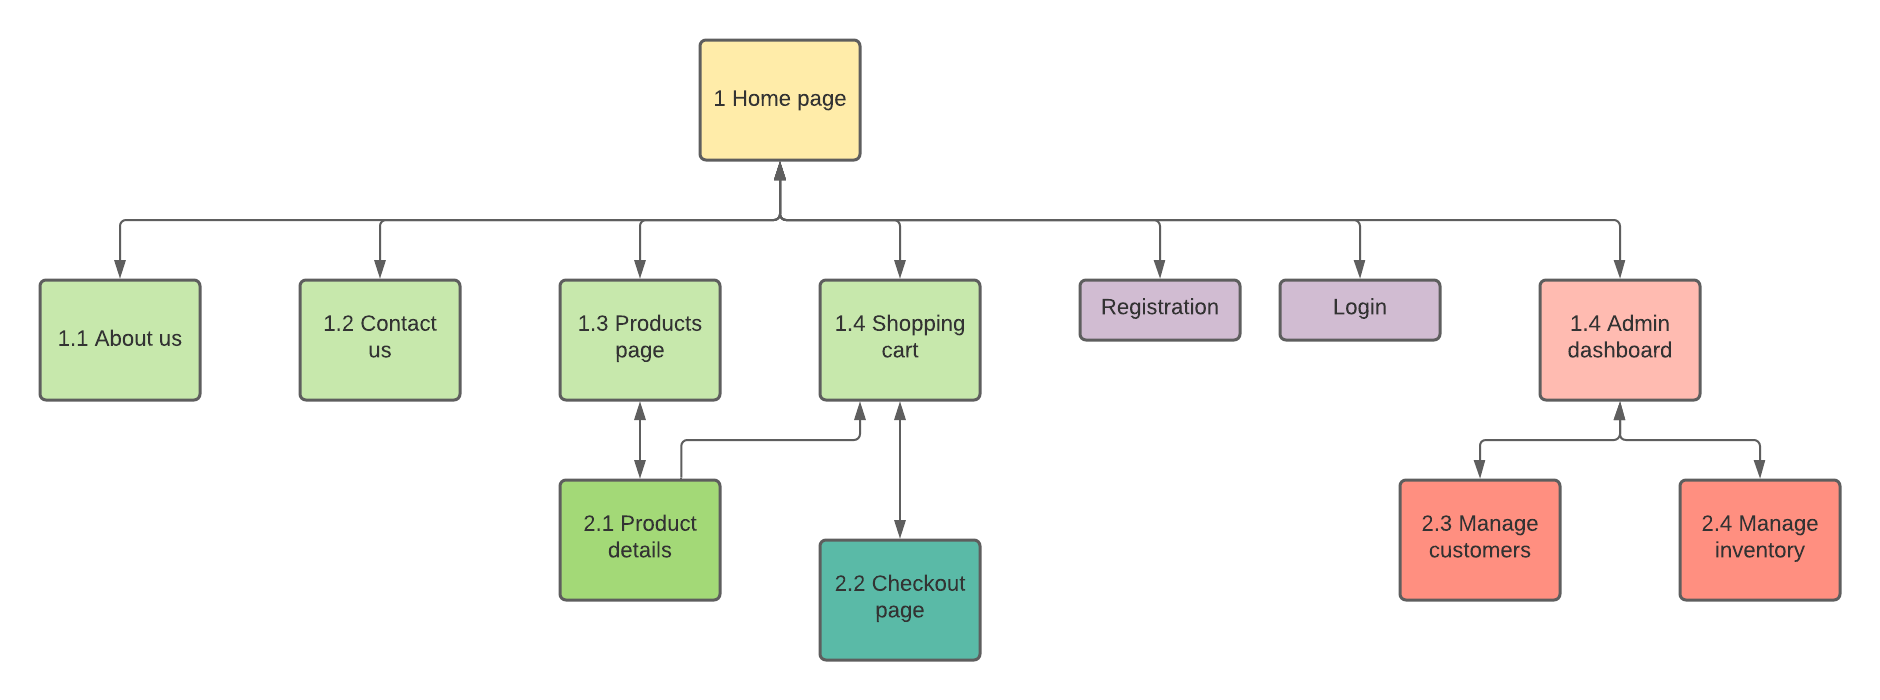 1 Home page
1.1 About us
1.2 Contact
us
1.3 Products
page
1.4 Shopping
cart
Registration
Login
1.4 Admin
dashboard
2.1 Product
details
2.2 Checkout
page
2.3 Manage
customers
2.4 Manage
inventory